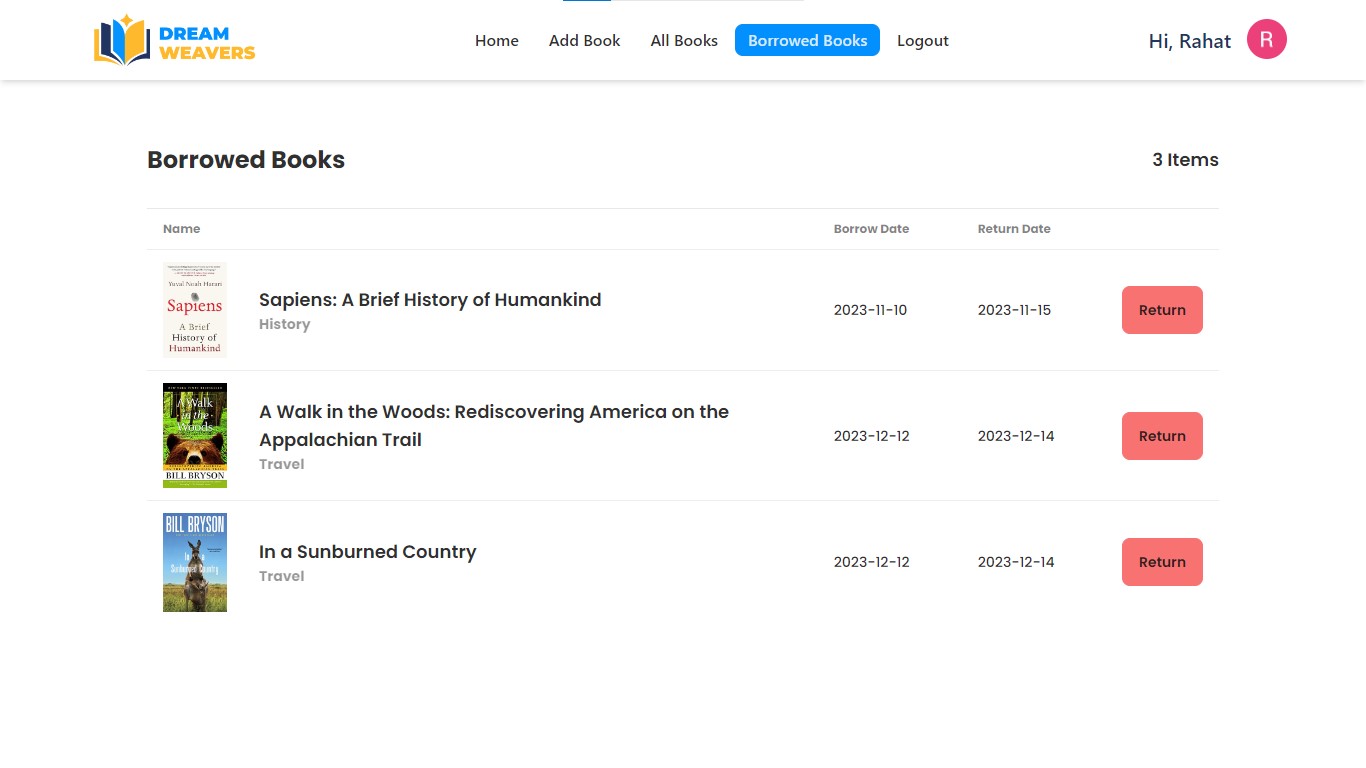 DREAM
WEAVERS
Home
Add Book
All Books
Borrowed Books
Logout
Hi, Rahat
R
Borrowed Books
3 Items
Name
Borrow Date
Return Date
Yuval Noah Harari
Sapiens
A Brief
History of
Humankind
Sapiens: A Brief History of Humankind
History
2023-11-10
2023-11-15
Return
A Walk
in the
Woods
BILL BRYSON
A Walk in the Woods: Rediscovering America on the
Appalachian Trail
Travel
2023-12-12
2023-12-14
Return
BILL BRYSON
In a
Sunburned Country
In a Sunburned Country
Travel
2023-12-12
2023-12-14
Return